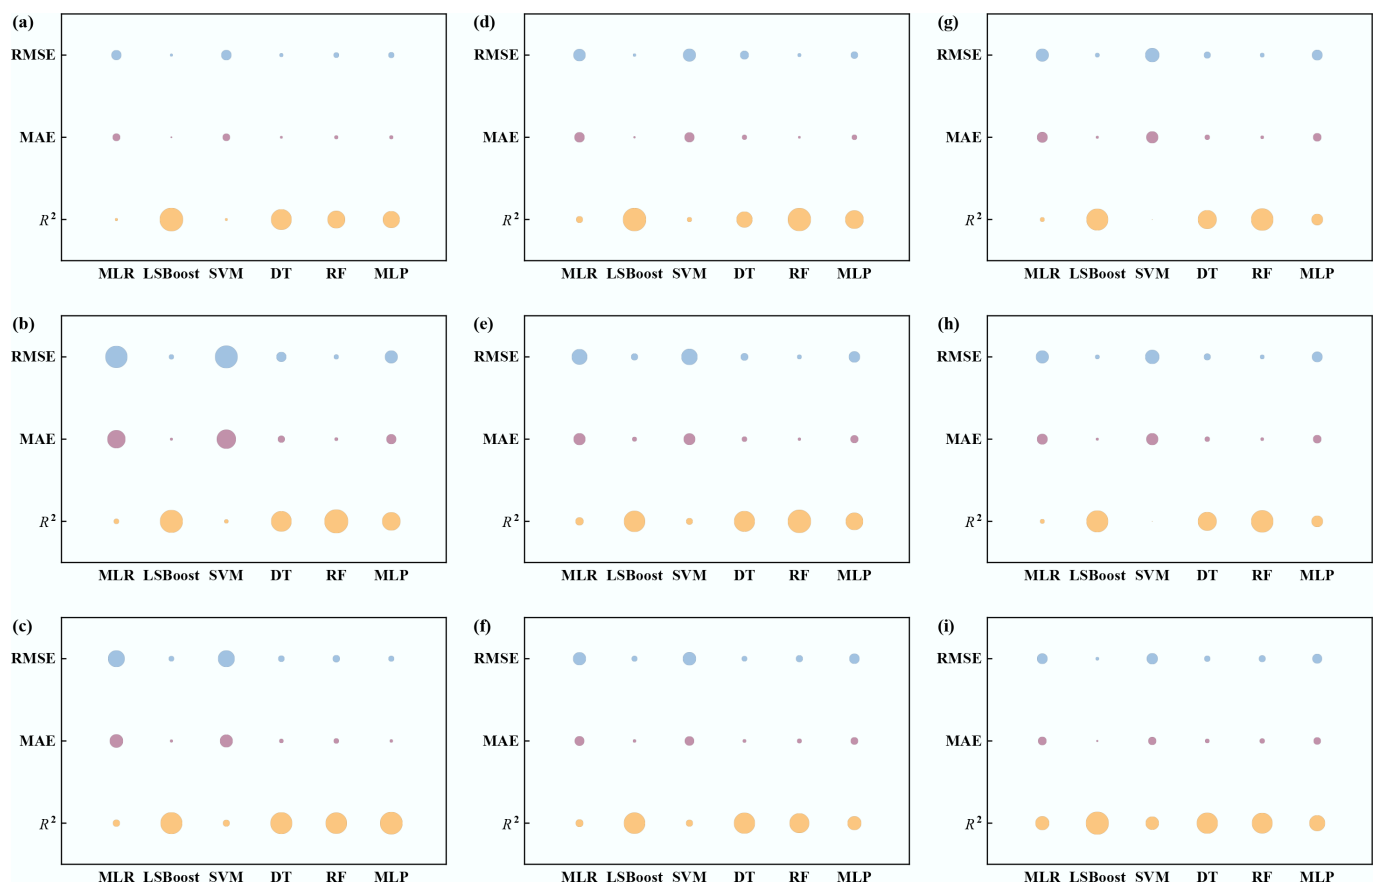 (a)
RMSE
MAE
R²
MLR LSBoost SVM DT RF MLP
(d)
RMSE
MAE
R²
MLR LSBoost SVM DT RF MLP
(g)
RMSE
MAE
R²
MLR LSBoost SVM DT RF MLP
(b)
RMSE
MAE
R²
MLR LSBoost SVM DT RF MLP
(e)
RMSE
MAE
R²
MLR LSBoost SVM DT RF MLP
(h)
RMSE
MAE
R²
MLR LSBoost SVM DT RF MLP
(c)
RMSE
MAE
R²
MLR LSBoost SVM DT RF MLP
(f)
RMSE
MAE
R²
MLR LSBoost SVM DT RF MLP
(i)
RMSE
MAE
R²
MLR LSBoost SVM DT RF MLP